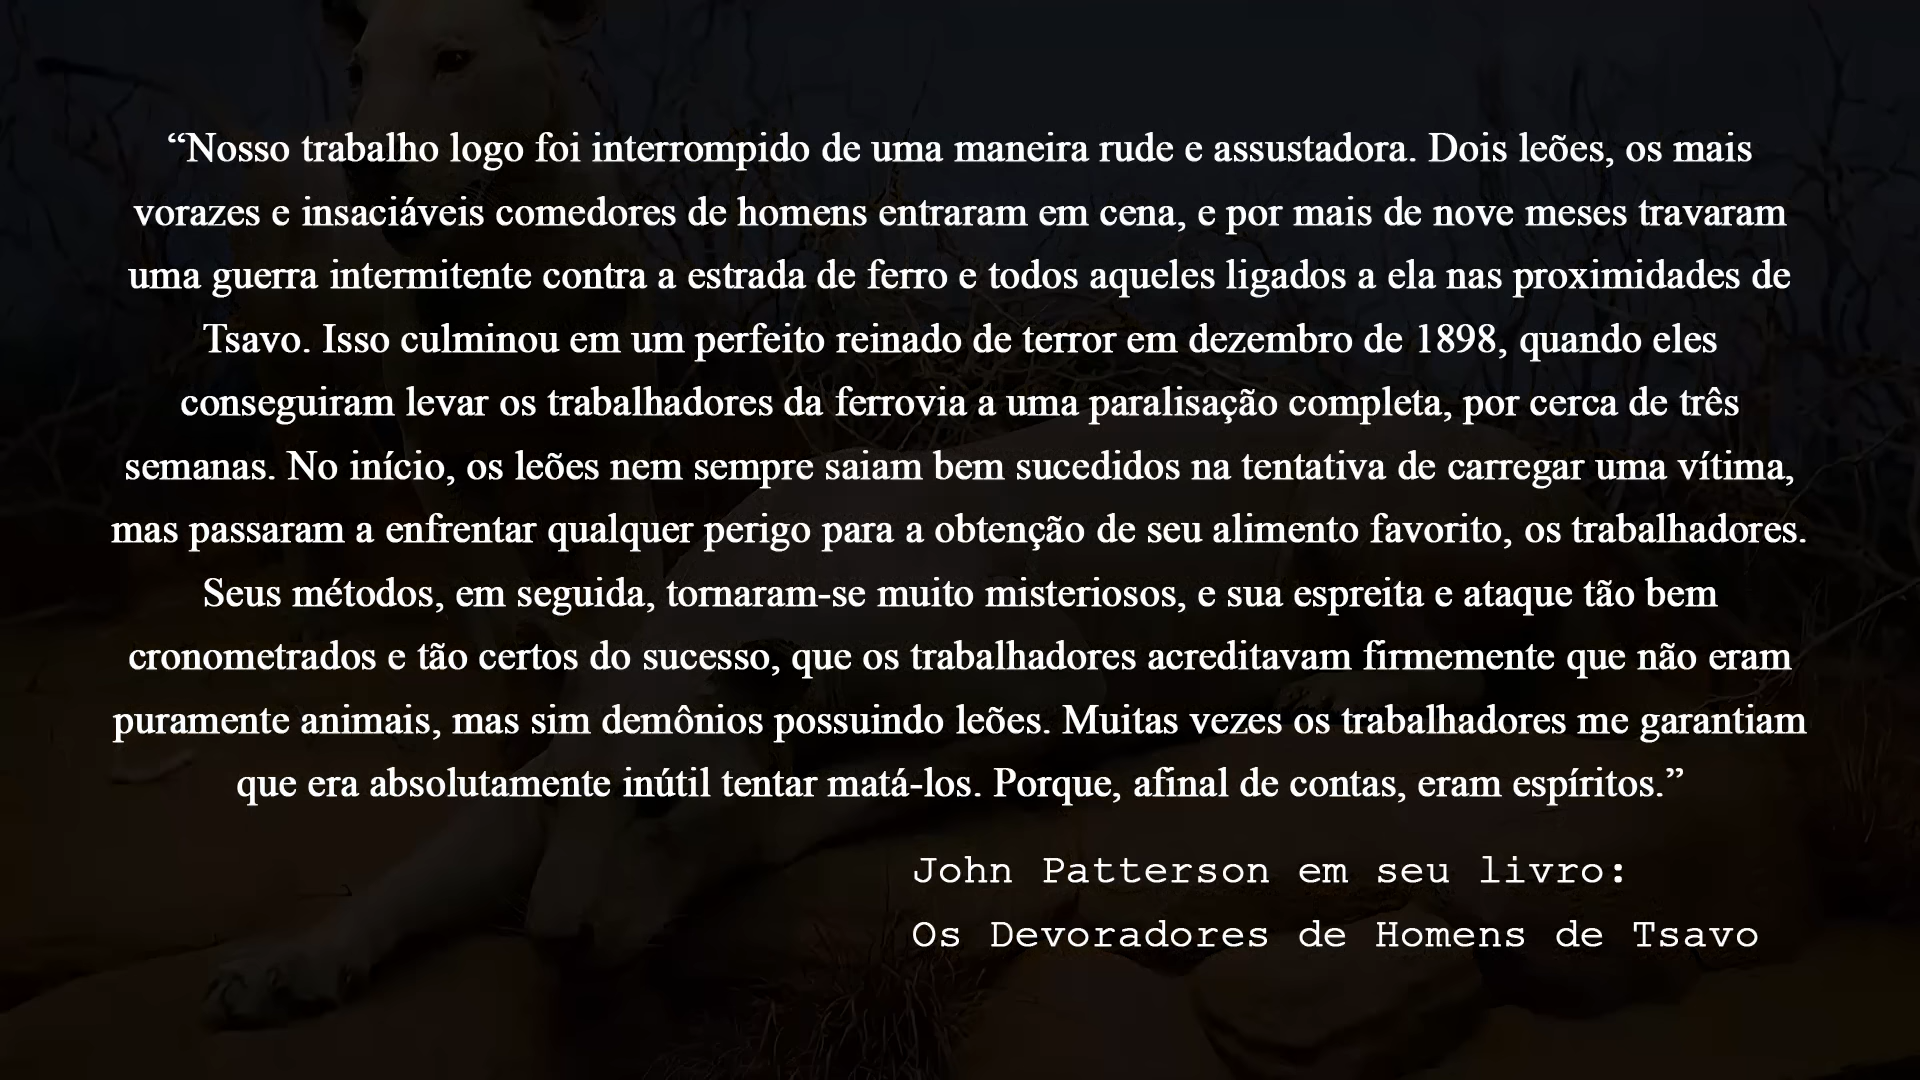 “Nosso trabalho logo foi interrompido de uma maneira rude e assustadora. Dois leões, os mais
vorazes e insaciáveis comedores de homens entraram em cena, e por mais de nove meses travaram
uma guerra intermitente contra a estrada de ferro e todos aqueles ligados a ela nas proximidades de
Tsavo. Isso culminou em um perfeito reinado de terror em dezembro de 1898, quando eles
conseguiram levar os trabalhadores da ferrovia a uma paralisação completa, por cerca de três
semanas. No início, os leões nem sempre saiam bem sucedidos na tentativa de carregar uma vítima,
mas passaram a enfrentar qualquer perigo para a obtenção de seu alimento favorito, os trabalhadores.
Seus métodos, em seguida, tornaram-se muito misteriosos, e sua espreita e ataque tão bem
cronometrados e tão certos do sucesso, que os trabalhadores acreditavam firmemente que não eram
puramente animais, mas sim demônios possuindo leões. Muitas vezes os trabalhadores me garantiam
que era absolutamente inútil tentar matá-los. Porque, afinal de contas, eram espíritos.”
John Patterson em seu livro:
Os Devoradores de Homens de Tsavo